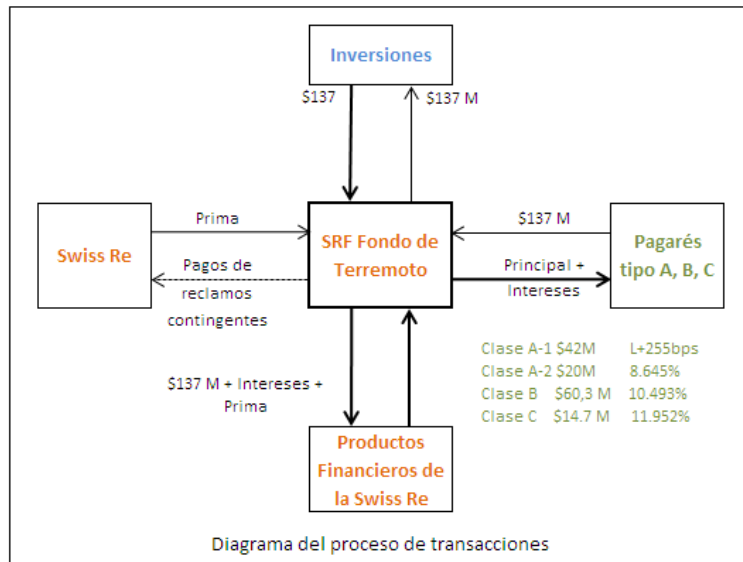 Inversiones
$137
$137 M
Prima
Swiss Re
Pagos de
reclamos
contingentes
SRF Fondo de
Terremoto
$137 M
Principal +
Intereses
Pagarés
tipo A, B, C
Clase A-1 $42M L+255bps
Clase A-2 $20M 8.645%
Clase B $60,3 M 10.493%
Clase C $14.7 M 11.952%
$137 M + Intereses +
Prima
Productos
Financieros de
la Swiss Re
Diagrama del proceso de transacciones